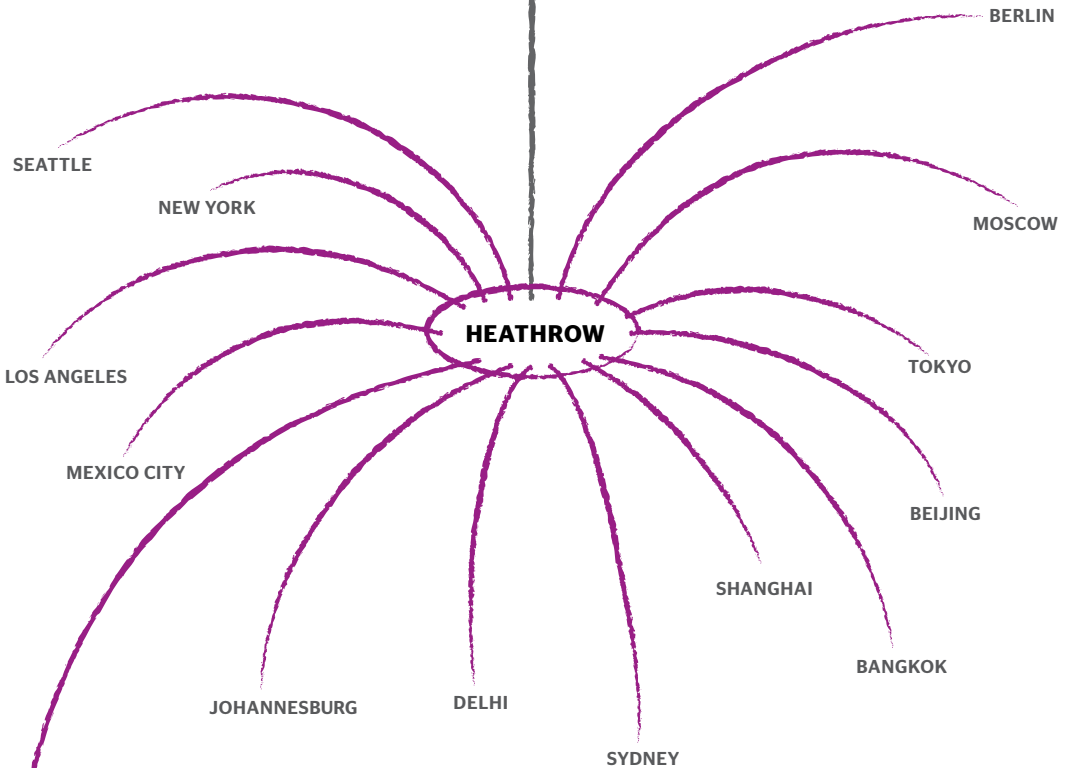 BERLIN
SEATTLE
NEW YORK
MOSCOW
HEATHROW
TOKYO
LOS ANGELES
MEXICO CITY
BEIJING
SHANGHAI
BANGKOK
DELHI
JOHANNESBURG
SYDNEY